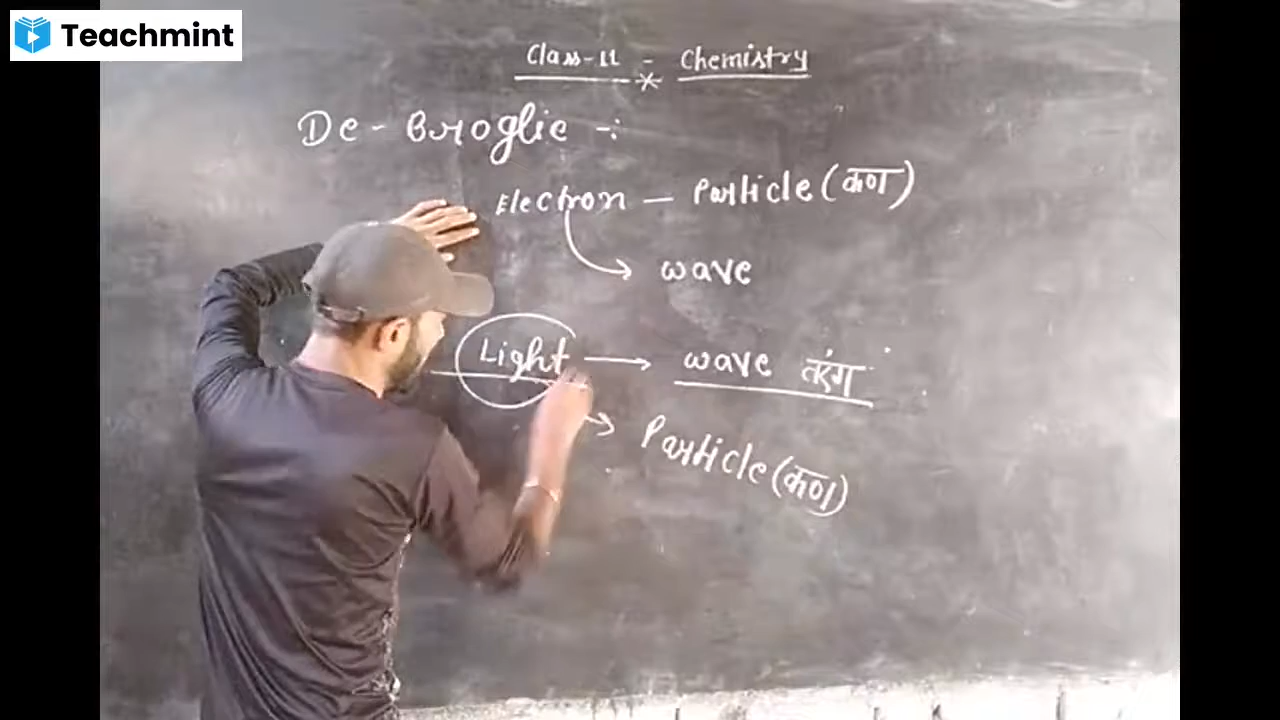 Teachmint
Class-11 - Chemistry
De-Broglie -:
Electron — Particle (कण)
wave
Light → wave तरंग
→ Particle (कण)